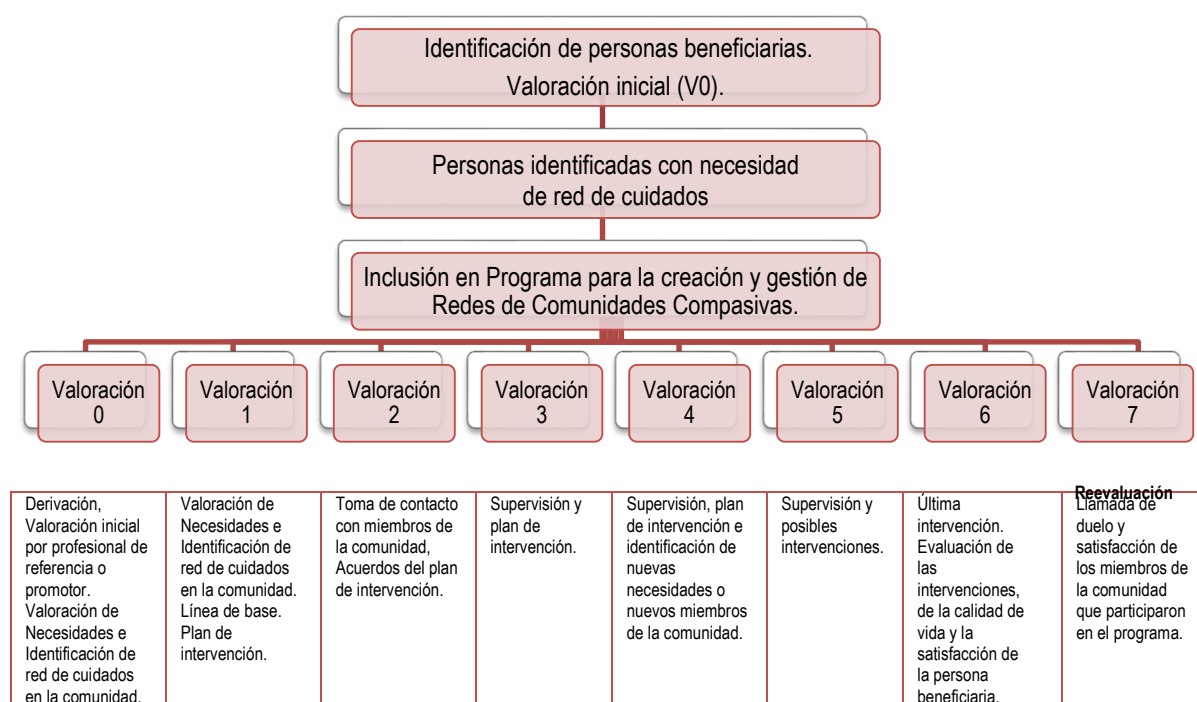 Identificación de personas beneficiarias.
Valoración inicial (V0).
Personas identificadas con necesidad
de red de cuidados
Inclusión en Programa para la creación y gestión de
Redes de Comunidades Compasivas.
Valoración
0
Valoración
1
Valoración
2
Valoración
3
Valoración
4
Valoración
5
Valoración
6
Valoración
7
Derivación,
Valoración inicial
por profesional de
referencia o
promotor.
Valoración de
Necesidades e
Identificación de
red de cuidados
en la comunidad.
Valoración de
Necesidades e
Identificación de
red de cuidados
en la comunidad.
Línea de base.
Plan de
intervención.
Toma de contacto
con miembros de
la comunidad,
Acuerdos del plan
de intervención.
Supervisión y
plan de
intervención.
Supervisión, plan
de intervención e
identificación de
nuevas
necesidades o
nuevos miembros
de la comunidad.
Supervisión y
posibles
intervenciones.
Última
intervención.
Evaluación de
las
intervenciones,
de la calidad de
vida y la
satisfacción de
la persona
beneficiaria.
Reevaluación
Llamada de
duelo y
satisfacción de
los miembros de
la comunidad
que participaron
en el programa.